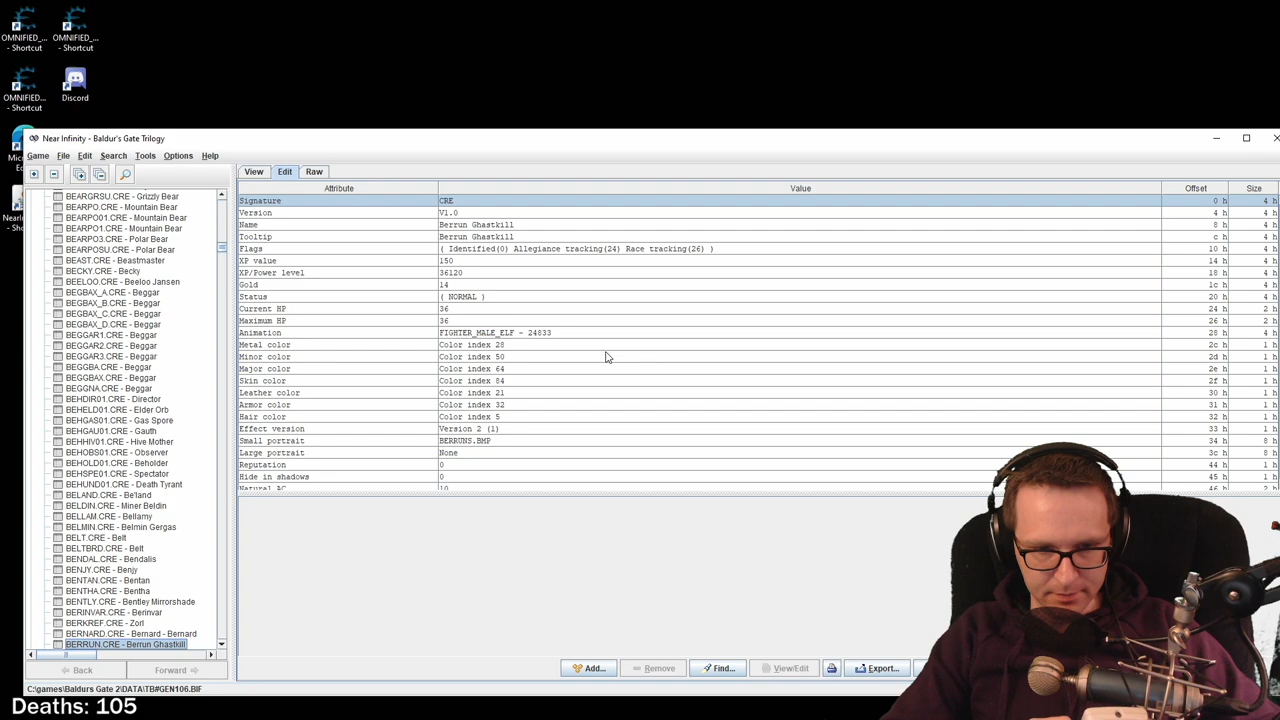 OMNIFIED_... - Shortcut
OMNIFIED_... - Shortcut
OMNIFIED... - Shortcut
Discord
Near Infinity - Baldur's Gate Trilogy
Game File Edit Search Tools Options Help
View Edit Raw
Attribute Value Offset Size
Signature CRE 0 h 4 h
Version V1.0 4 h 4 h
Name Berrun Ghastkill 8 h 4 h
Tooltip Berrun Ghastkill c h 4 h
Flags ( Identified(0) Allegiance tracking(24) Race tracking(26) ) 10 h 4 h
XP value 150 14 h 4 h
XP/Power level 36120 18 h 4 h
Gold 14 1c h 4 h
Status ( NORMAL ) 20 h 4 h
Current HP 36 24 h 2 h
Maximum HP 36 26 h 2 h
Animation FIGHTER_MALE_ELF - 24833 28 h 4 h
Metal color Color index 28 2c h 1 h
Minor color Color index 50 2d h 1 h
Major color Color index 64 2e h 1 h
Skin color Color index 84 2f h 1 h
Leather color Color index 21 30 h 1 h
Armor color Color index 32 31 h 1 h
Hair color Color index 5 32 h 1 h
Effect version Version 2 (1) 33 h 1 h
Small portrait BERRUNS.BMP 34 h 8 h
Large portrait None 3c h 8 h
Reputation 0 44 h 1 h
Hide in shadows 0 45 h 1 h
Natural AC 10 46 h 2 h
BEARGRSU.CRE - Grizzly Bear
BEARPO.CRE - Mountain Bear
BEARPO01.CRE - Mountain Bear
BEARPO1.CRE - Mountain Bear
BEARPO3.CRE - Polar Bear
BEARPOSU.CRE - Polar Bear
BEAST.CRE - Beastmaster
BECKY.CRE - Becky
BEELOO.CRE - Beeloo Jansen
BEGBAX_A.CRE - Beggar
BEGBAX_B.CRE - Beggar
BEGBAX_C.CRE - Beggar
BEGBAX_D.CRE - Beggar
BEGGAR1.CRE - Beggar
BEGGAR2.CRE - Beggar
BEGGAR3.CRE - Beggar
BEGGBA.CRE - Beggar
BEGGBAX.CRE - Beggar
BEGGNA.CRE - Beggar
BEHDIR01.CRE - Director
BEHELD01.CRE - Elder Orb
BEHGAS01.CRE - Gas Spore
BEHGAU01.CRE - Gauth
BEHHIV01.CRE - Hive Mother
BEHOBS01.CRE - Observer
BEHOLD01.CRE - Beholder
BEHSPE01.CRE - Spectator
BEHUND01.CRE - Death Tyrant
BELAND.CRE - Be'land
BELDIN.CRE - Miner Beldin
BELLAM.CRE - Bellamy
BELMIN.CRE - Belmin Gergas
BELT.CRE - Belt
BELTBRD.CRE - Belt
BENDAL.CRE - Bendalis
BENJY.CRE - Benjy
BENTAN.CRE - Bentan
BENTHA.CRE - Bentha
BENTLY.CRE - Bentley Mirrorshade
BERINVAR.CRE - Berinvar
BERKREF.CRE - Zorl
BERNARD.CRE - Bernard - Bernard
BERRUN.CRE - Berrun Ghastkill
Back Forward
Add... Remove Find... View/Edit Export...
C:\games\Baldurs Gate 2\DATA\TB#GEN106.BIF
Deaths: 105